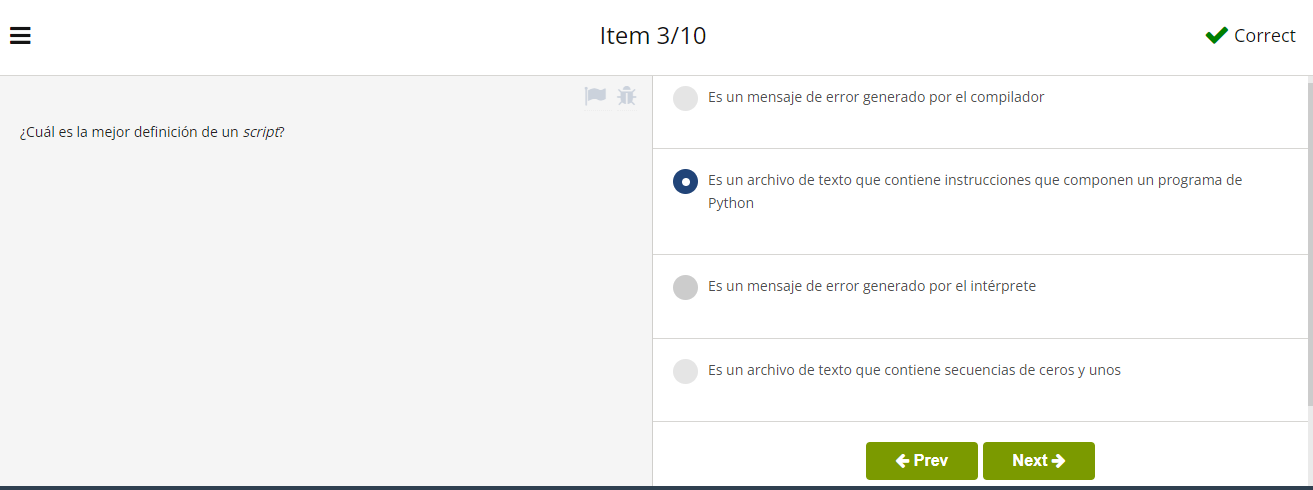 Item 3/10
Correct
¿Cuál es la mejor definición de un script?
Es un mensaje de error generado por el compilador
Es un archivo de texto que contiene instrucciones que componen un programa de
Python
Es un mensaje de error generado por el intérprete
Es un archivo de texto que contiene secuencias de ceros y unos
Prev
Next